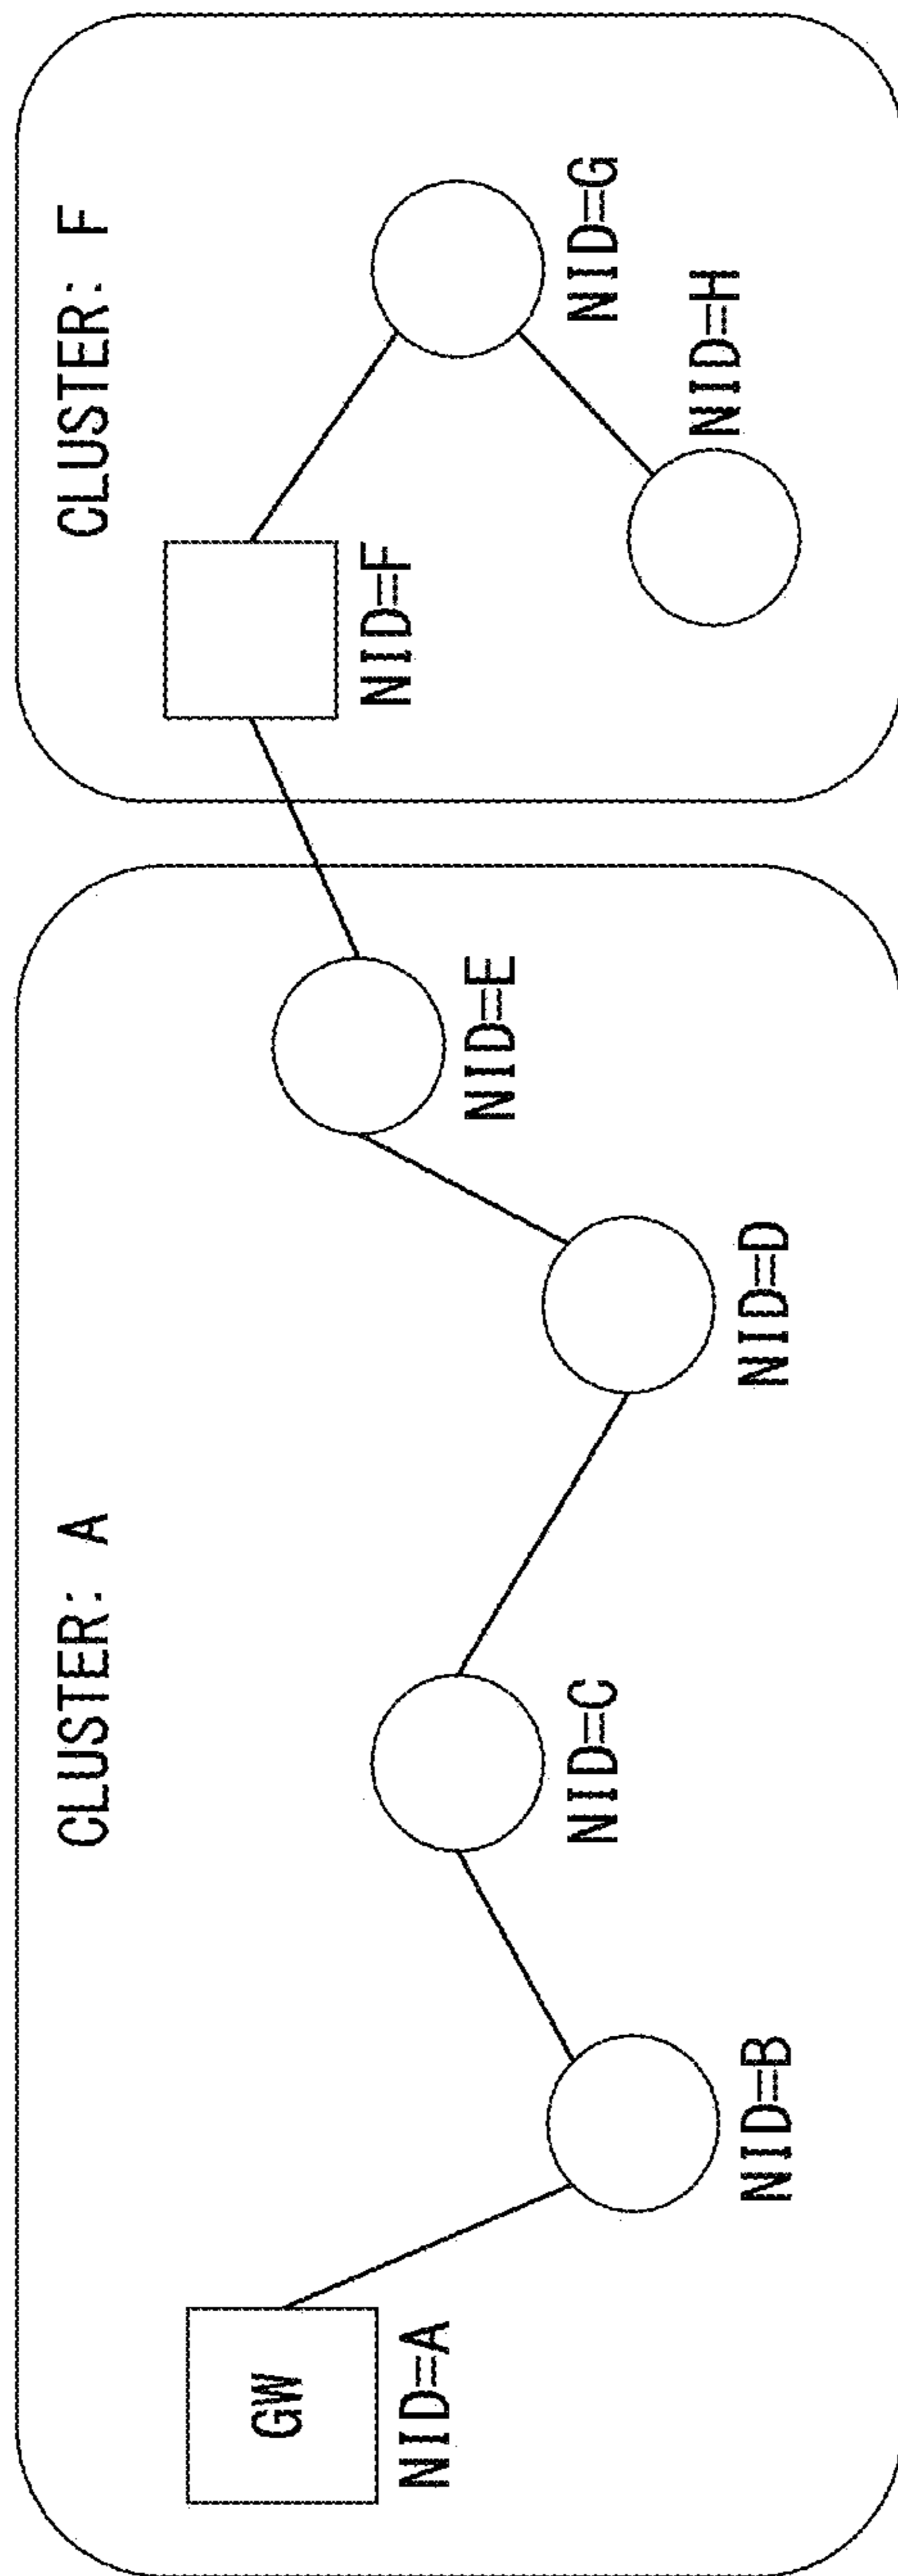 CLUSTER: A
GW
NID=A
NID=B
NID=C
NID=D
NID=E
CLUSTER: F
NID=F
NID=G
NID=H